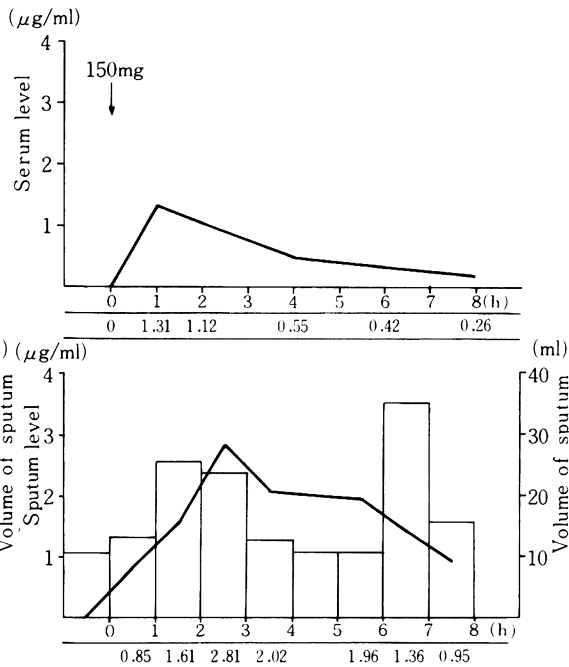 (μg/ml)
4
150mg
3
Serum level
2
1
0 1 2 3 4 5 6 7 8(h)
0 1.31 1.12 0.55 0.42 0.26
) (μg/ml) (ml)
4 40
Volume of sputum
Sputum level
Volume of sputum
3 30
2 20
1 10
0 1 2 3 4 5 6 7 8 (h)
0.85 1.61 2.81 2.02 1.96 1.36 0.95